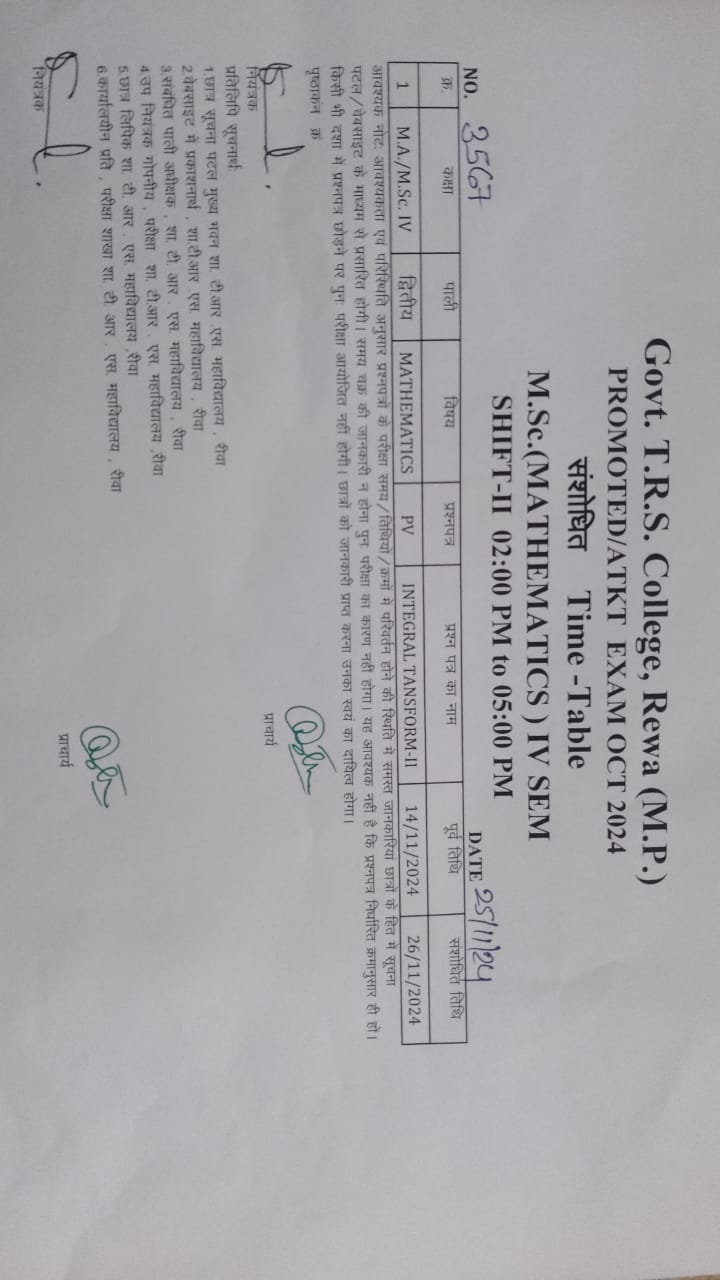 Govt. T.R.S. College, Rewa (M.P.)
PROMOTED/ATKT EXAM OCT 2024
संशोधित Time -Table
M.Sc.(MATHEMATICS ) IV SEM
SHIFT-II 02:00 PM to 05:00 PM
NO. 3567 DATE 25/11/24
क्र. कक्षा पाली विषय प्रश्नपत्र प्रश्न पत्र का नाम पूर्व तिथि संशोधित तिथि
1 M.A./M.Sc. IV द्वितीय MATHEMATICS PV INTEGRAL TANSFORM-II 14/11/2024 26/11/2024
आवश्यक नोट: आवश्यकता एवं परिस्थिति अनुसार प्रश्नपत्रों के परीक्षा समय/तिथियों/क्रमों में परिवर्तन होने की स्थिति में समस्त जानकारियां छात्रों के हित में सूचना
पटल/वेबसाइट के माध्यम से प्रसारित होगी। समय चक्र की जानकारी न होना पुनः परीक्षा का कारण नहीं होगा। यह आवश्यक नहीं है कि प्रश्नपत्र निर्धारित क्रमानुसार ही हों।
किसी भी दशा में प्रश्नपत्र छोड़ने पर पुनः परीक्षा आयोजित नहीं होगी। छात्रों को जानकारी प्राप्त करना उनका स्वयं का दायित्व होगा।
पृष्ठाकंन क्रं
नियंत्रक प्राचार्य
प्रतिलिपि सूचनार्थ:
1.छात्र सूचना पटल मुख्य भवन शा. टी.आर .एस. महाविद्यालय , रीवा
2.वेबसाइट में प्रकाशनार्थ , शा.टी.आर .एस. महाविद्यालय , रीवा
3.संबंधित पाली अधीक्षक , शा. टी. आर . एस. महाविद्यालय , रीवा
4.उप नियंत्रक गोपनीय , परीक्षा शा. टी.आर . एस. महाविद्यालय ,रीवा
5.छात्र लिपिक शा. टी. आर . एस. महाविद्यालय ,रीवा
6.कार्यालयीन प्रति , परीक्षा शाखा शा. टी. आर . एस. महाविद्यालय , रीवा
नियंत्रक प्राचार्य